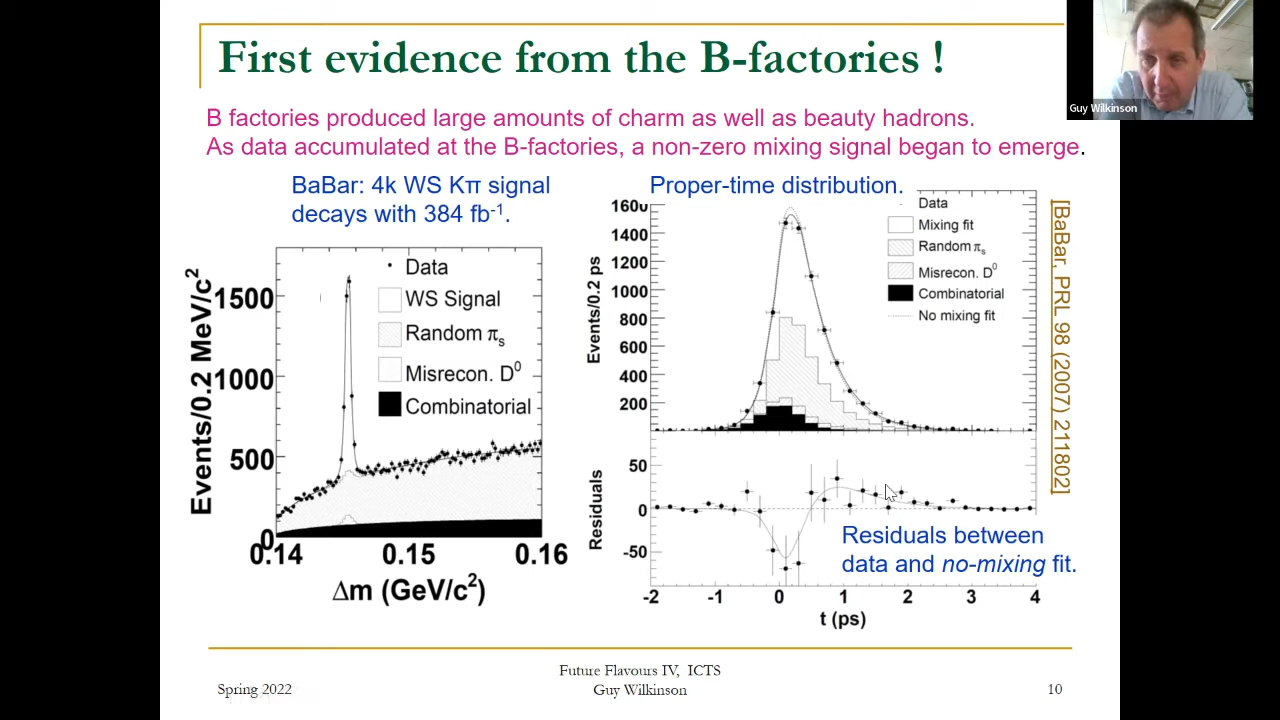 First evidence from the B-factories !
Guy Wilkinson
B factories produced large amounts of charm as well as beauty hadrons.
As data accumulated at the B-factories, a non-zero mixing signal began to emerge.
BaBar: 4k WS Kπ signal
decays with 384 fb-1.
Events/0.2 MeV/c2
1500
1000
500
0
0.14
0.15
0.16
Δm (GeV/c2)
Data
WS Signal
Random πs
Misrecon. D0
Combinatorial
Proper-time distribution.
Events/0.2 ps
1600
1400
1200
1000
800
600
400
200
Data
Mixing fit
Random πs
Misrecon. D0
Combinatorial
No mixing fit
Residuals
50
0
-50
Residuals between
data and no-mixing fit.
-2
-1
0
1
2
3
4
t (ps)
[BaBar, PRL 98 (2007) 211802]
Spring 2022
Future Flavours IV, ICTS
Guy Wilkinson
10